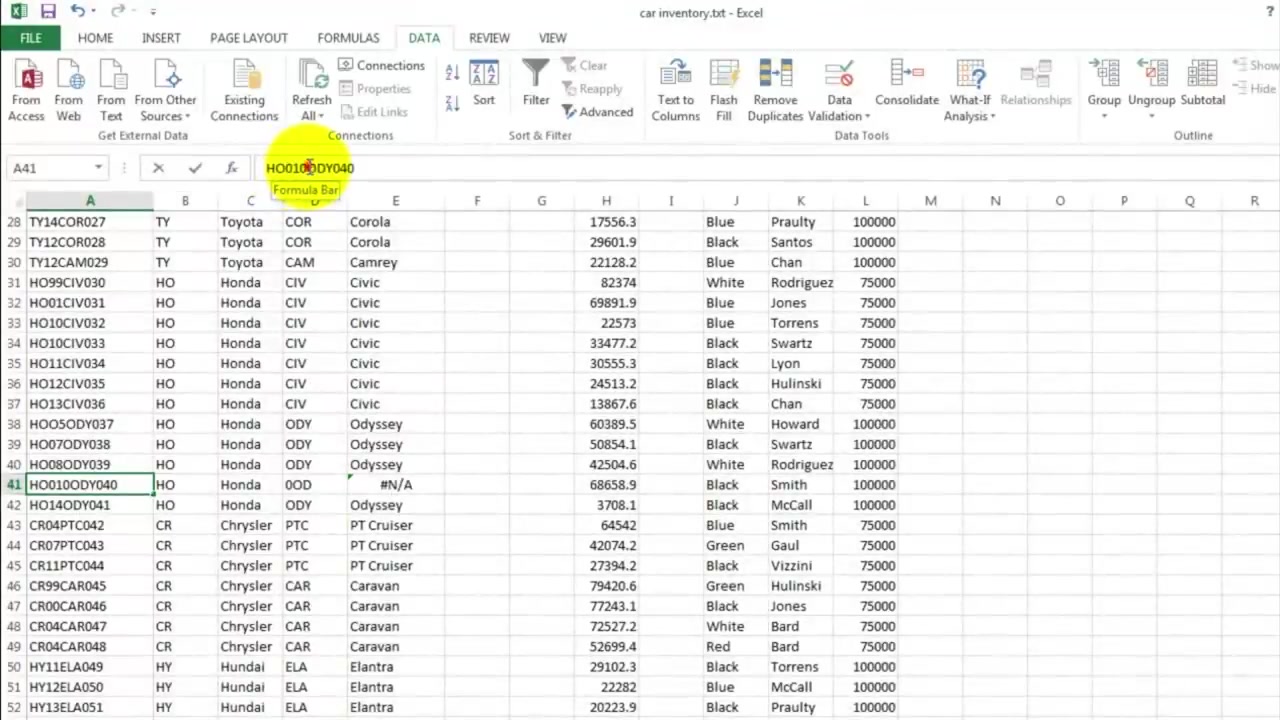 car inventory.txt - Excel
?
FILE HOME INSERT PAGE LAYOUT FORMULAS DATA REVIEW VIEW
From Access
From Web
From Text
From Other Sources
Existing Connections
Get External Data
Refresh All
Connections
Properties
Edit Links
Connections
A Z
Z A
Sort
Filter
Clear
Reapply
Advanced
Sort & Filter
Text to Columns
Flash Fill
Remove Duplicates
Data Validation
Consolidate
What-If Analysis
Relationships
Data Tools
Group
Ungroup
Subtotal
Show
Hide
Outline
A41 fx HO010ODY040
Formula Bar
A B C D E F G H I J K L M N O P Q R
28 TY14COR027 TY Toyota COR Corola 17556.3 Blue Praulty 100000
29 TY12COR028 TY Toyota COR Corola 29601.9 Black Santos 100000
30 TY12CAM029 TY Toyota CAM Camrey 22128.2 Blue Chan 100000
31 HO99CIV030 HO Honda CIV Civic 82374 White Rodriguez 75000
32 HO01CIV031 HO Honda CIV Civic 69891.9 Blue Jones 75000
33 HO10CIV032 HO Honda CIV Civic 22573 Blue Torrens 75000
34 HO10CIV033 HO Honda CIV Civic 33477.2 Black Swartz 75000
35 HO11CIV034 HO Honda CIV Civic 30555.3 Black Lyon 75000
36 HO12CIV035 HO Honda CIV Civic 24513.2 Black Hulinski 75000
37 HO13CIV036 HO Honda CIV Civic 13867.6 Black Chan 75000
38 HOO5ODY037 HO Honda ODY Odyssey 60389.5 White Howard 100000
39 HO07ODY038 HO Honda ODY Odyssey 50854.1 Black Swartz 100000
40 HO08ODY039 HO Honda ODY Odyssey 42504.6 White Rodriguez 100000
41 HO010ODY040 HO Honda 0OD #N/A 68658.9 Black Smith 100000
42 HO14ODY041 HO Honda ODY Odyssey 3708.1 Black McCall 100000
43 CR04PTC042 CR Chrysler PTC PT Cruiser 64542 Blue Smith 75000
44 CR07PTC043 CR Chrysler PTC PT Cruiser 42074.2 Green Gaul 75000
45 CR11PTC044 CR Chrysler PTC PT Cruiser 27394.2 Black Vizzini 75000
46 CR99CAR045 CR Chrysler CAR Caravan 79420.6 Green Hulinski 75000
47 CR00CAR046 CR Chrysler CAR Caravan 77243.1 Black Jones 75000
48 CR04CAR047 CR Chrysler CAR Caravan 72527.2 White Bard 75000
49 CR04CAR048 CR Chrysler CAR Caravan 52699.4 Red Bard 75000
50 HY11ELA049 HY Hundai ELA Elantra 29102.3 Black Torrens 100000
51 HY12ELA050 HY Hundai ELA Elantra 22282 Blue McCall 100000
52 HY13ELA051 HY Hundai ELA Elantra 20223.9 Black Praulty 100000